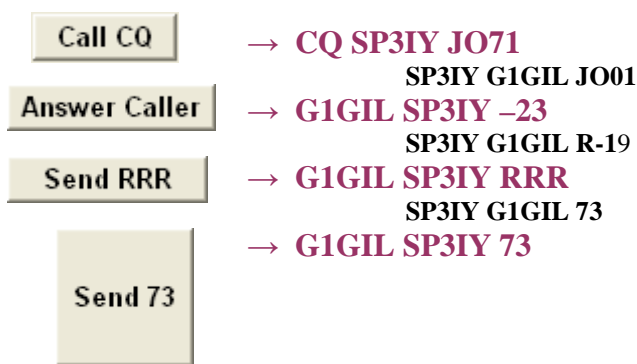 Call CQ → CQ SP3IY JO71
SP3IY G1GIL JO01
Answer Caller → G1GIL SP3IY –23
SP3IY G1GIL R-19
Send RRR → G1GIL SP3IY RRR
SP3IY G1GIL 73
→ G1GIL SP3IY 73
Send 73